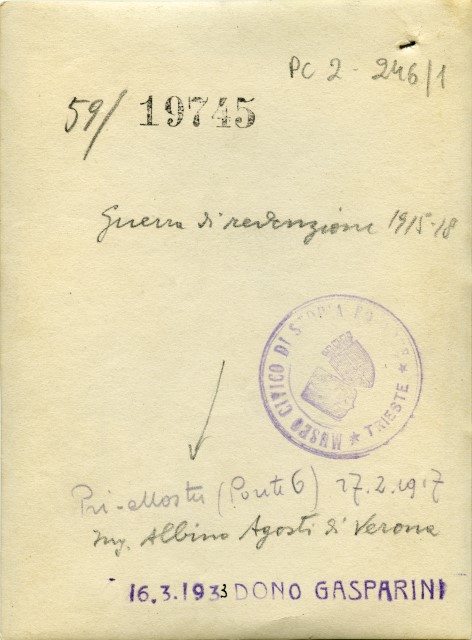 PC 2 - 246/1
59/ 19745
Guerra di redenzione 1915-18
MUSEO CIVICO DI STORIA
★ TRIESTE ★
Pri-Mostu (Ponte 6) 27.2.1917
Ing. Albino Agosti di Verona
16.3.1933 DONO GASPARINI